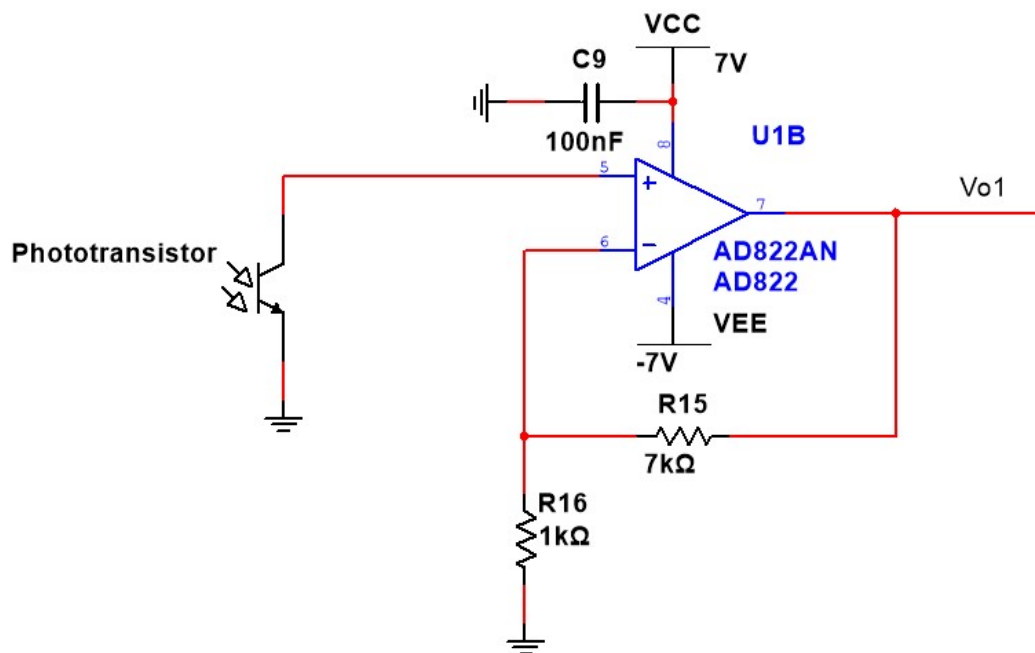 VCC
7V
C9
100nF
8
U1B
5
+
7
Vo1
6
−
Phototransistor
AD822AN
AD822
4
VEE
-7V
R15
7kΩ
R16
1kΩ